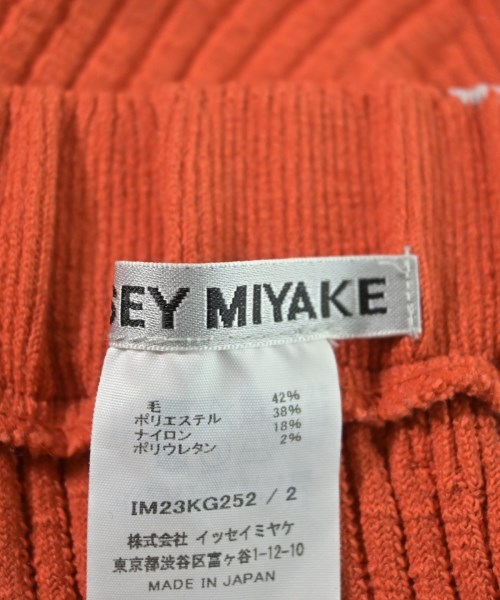 SEY MIYAKE
毛 42%
ポリエステル 38%
ナイロン 18%
ポリウレタン 2%
IM23KG252 / 2
株式会社 イッセイミヤケ
東京都渋谷区富ヶ谷1-12-10
MADE IN JAPAN